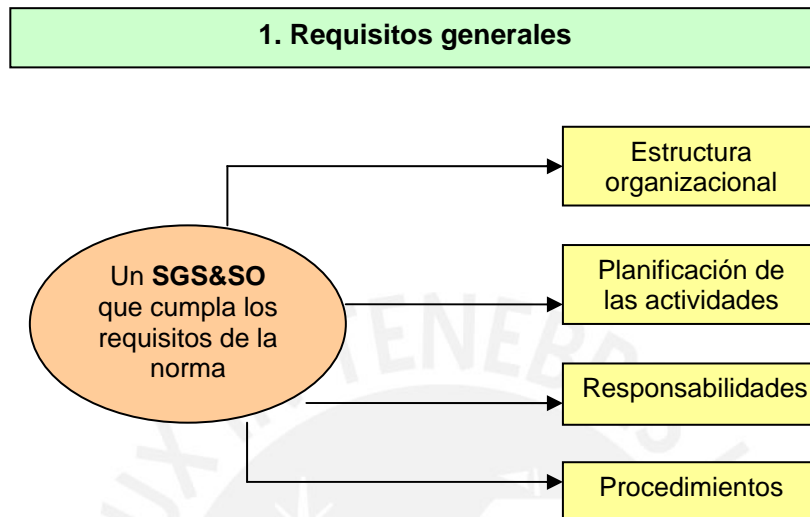 1. Requisitos generales
Estructura
organizacional
Un SGS&SO
que cumpla los
requisitos de la
norma
Planificación de
las actividades
Responsabilidades
Procedimientos
TENEBRAS